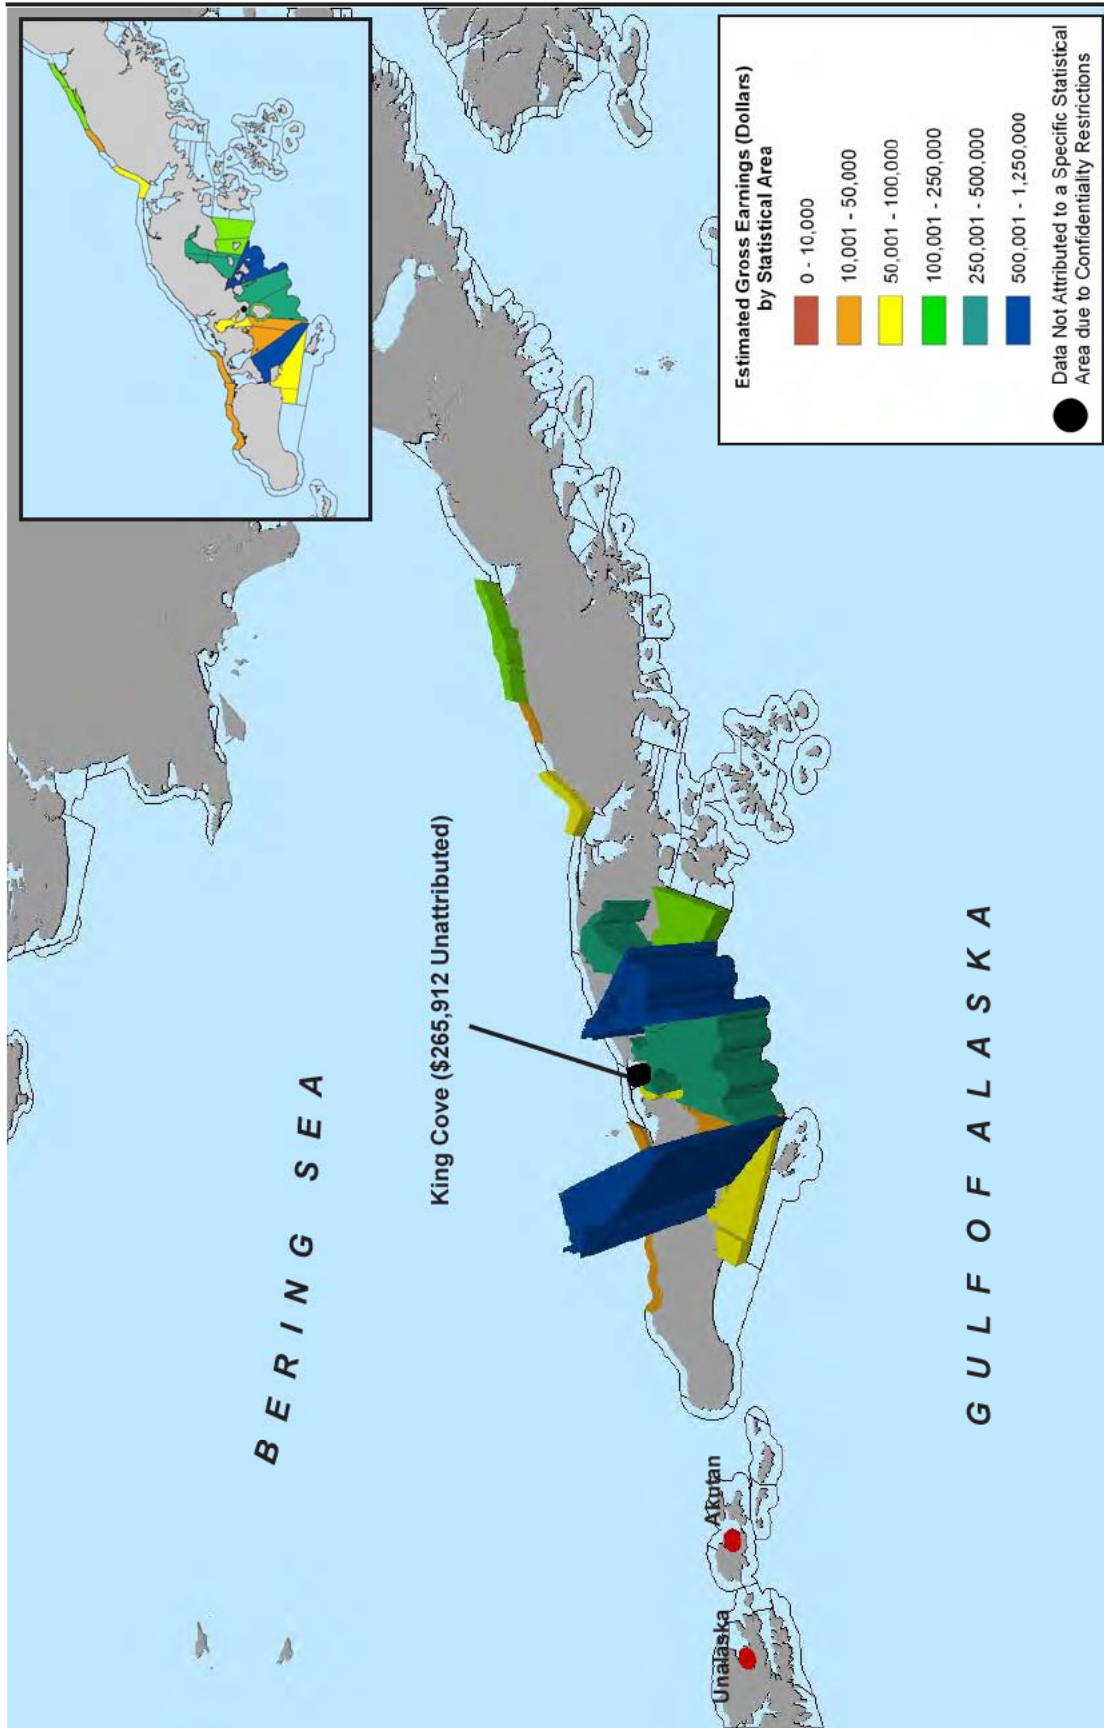 BERING SEA
King Cove ($265,912 Unattributed)
Unalaska
Akutan
GULF OF ALASKA
Estimated Gross Earnings (Dollars)
by Statistical Area
0 - 10,000
10,001 - 50,000
50,001 - 100,000
100,001 - 250,000
250,001 - 500,000
500,001 - 1,250,000
Data Not Attributed to a Specific Statistical
Area due to Confidentiality Restrictions